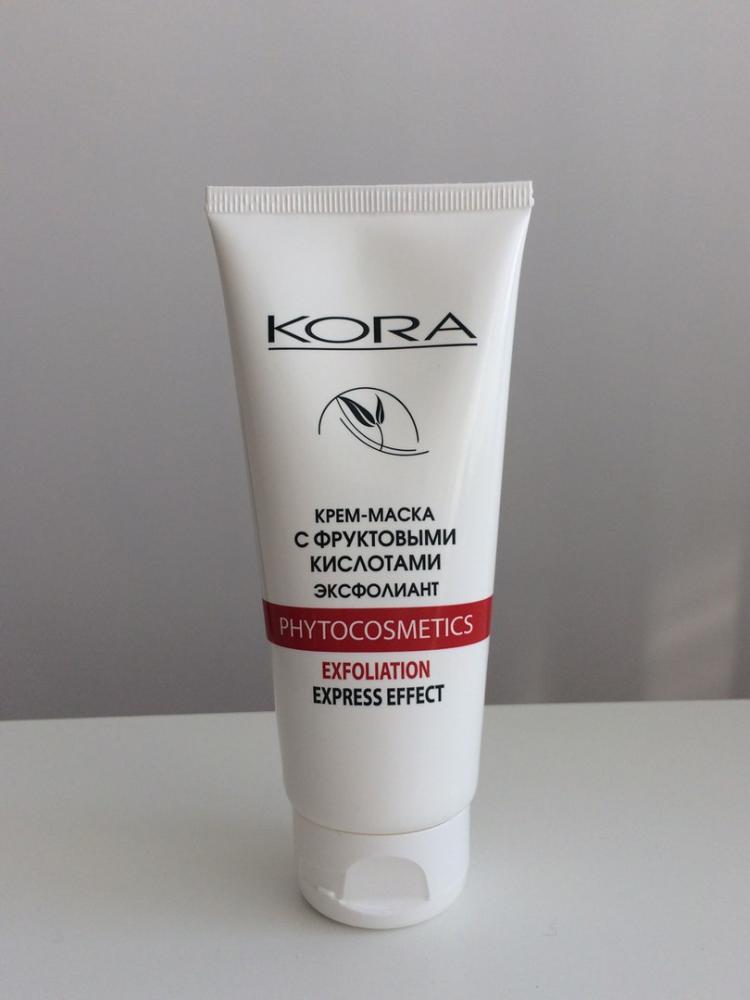 KORA
КРЕМ-МАСКА
С ФРУКТОВЫМИ
КИСЛОТАМИ
ЭКСФОЛИАНТ
PHYTOCOSMETICS
EXFOLIATION
EXPRESS EFFECT